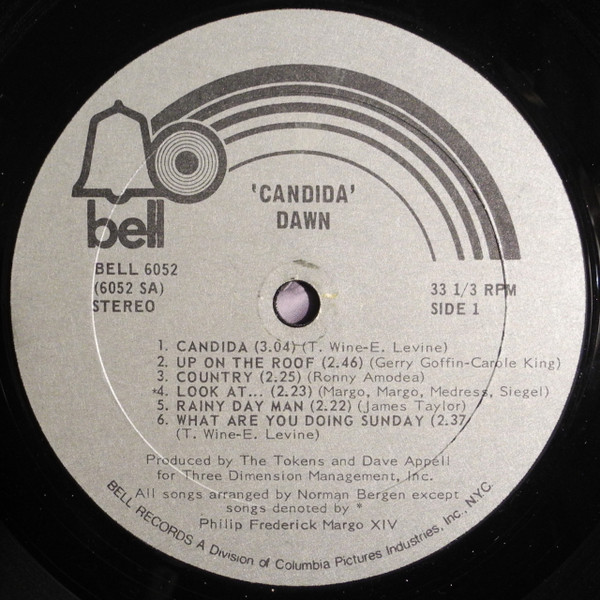 bell
'CANDIDA'
DAWN
BELL 6052
(6052 SA)
STEREO
33 1/3 RPM
SIDE 1
1. CANDIDA (3.04) (T. Wine-E. Levine)
2. UP ON THE ROOF (2.46) (Gerry Goffin-Carole King)
3. COUNTRY (2.25) (Ronny Amodea)
*4. LOOK AT... (2.23) (Margo, Margo, Medress, Siegel)
5. RAINY DAY MAN (2.22) (James Taylor)
6. WHAT ARE YOU DOING SUNDAY (2.37
(T. Wine-E. Levine)
Produced by The Tokens and Dave Appell
for Three Dimension Management, Inc.
All songs arranged by Norman Bergen except
songs denoted by *
Philip Frederick Margo XIV
BELL RECORDS A Division of Columbia Pictures Industries, Inc., N.Y.C.